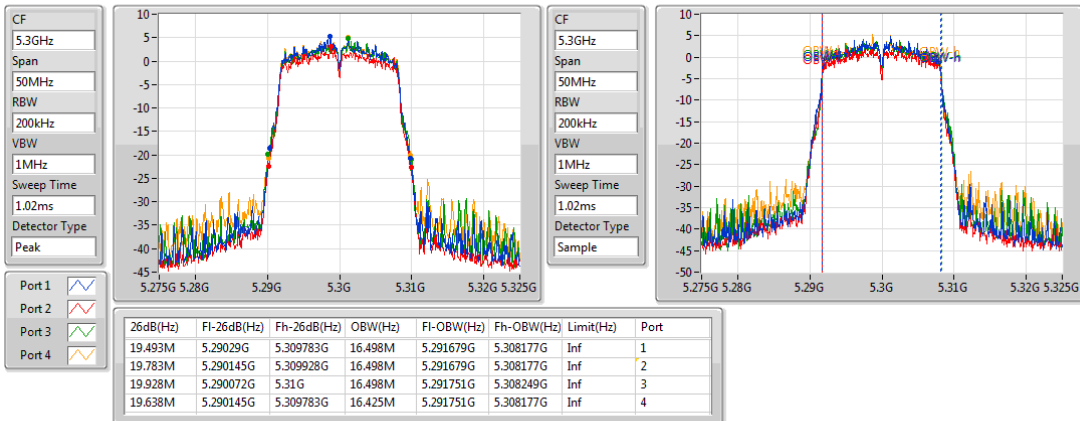 CF
5.3GHz
Span
50MHz
RBW
200kHz
VBW
1MHz
Sweep Time
1.02ms
Detector Type
Peak
10
5
0
-5
-10
-15
-20
-25
-30
-35
-40
-45
5.275G 5.28G 5.29G 5.3G 5.31G 5.32G 5.325G
CF
5.3GHz
Span
50MHz
RBW
200kHz
VBW
1MHz
Sweep Time
1.02ms
Detector Type
Sample
10
5
0
-5
-10
-15
-20
-25
-30
-35
-40
-45
-50
5.275G 5.28G 5.29G 5.3G 5.31G 5.32G 5.325G
Port 1
Port 2
Port 3
Port 4
26dB(Hz) Fl-26dB(Hz) Fh-26dB(Hz) OBW(Hz) Fl-OBW(Hz) Fh-OBW(Hz) Limit(Hz) Port
19.493M 5.29029G 5.309783G 16.498M 5.291679G 5.308177G Inf 1
19.783M 5.290145G 5.309928G 16.498M 5.291679G 5.308177G Inf 2
19.928M 5.290072G 5.31G 16.498M 5.291751G 5.308249G Inf 3
19.638M 5.290145G 5.309783G 16.425M 5.291751G 5.308177G Inf 4